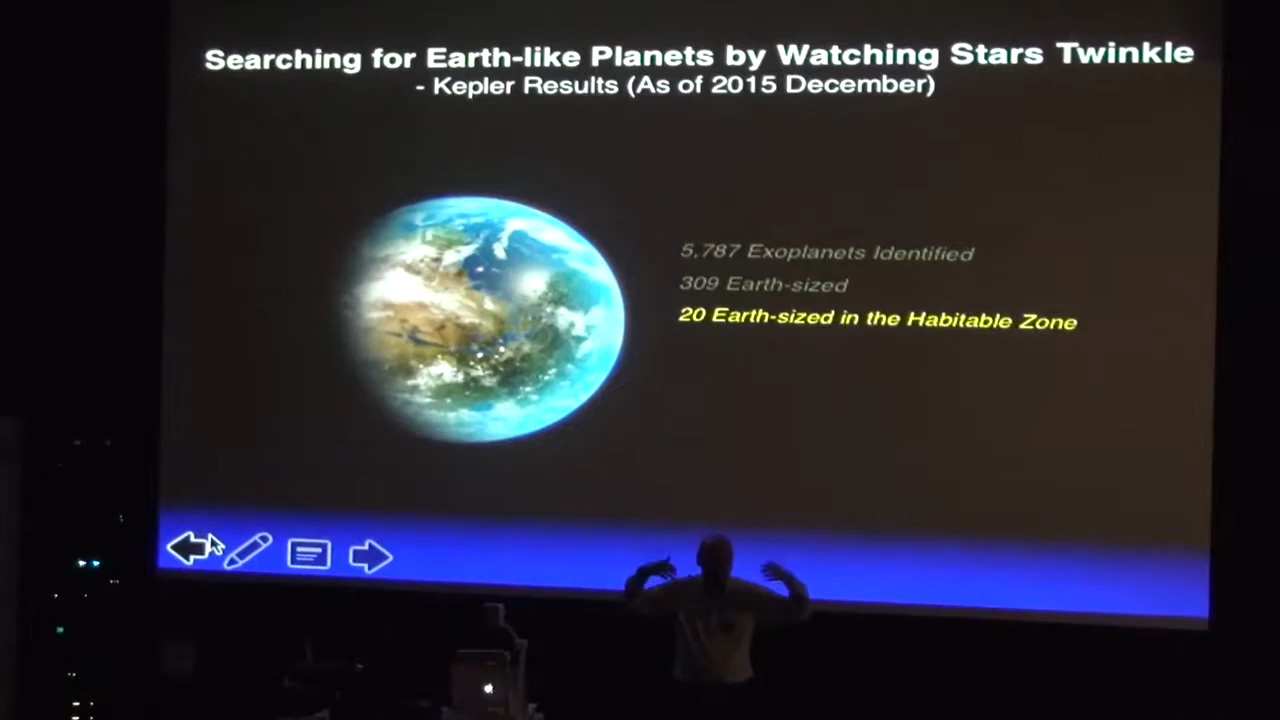 Searching for Earth-like Planets by Watching Stars Twinkle
- Kepler Results (As of 2015 December)
5,787 Exoplanets Identified
309 Earth-sized
20 Earth-sized in the Habitable Zone